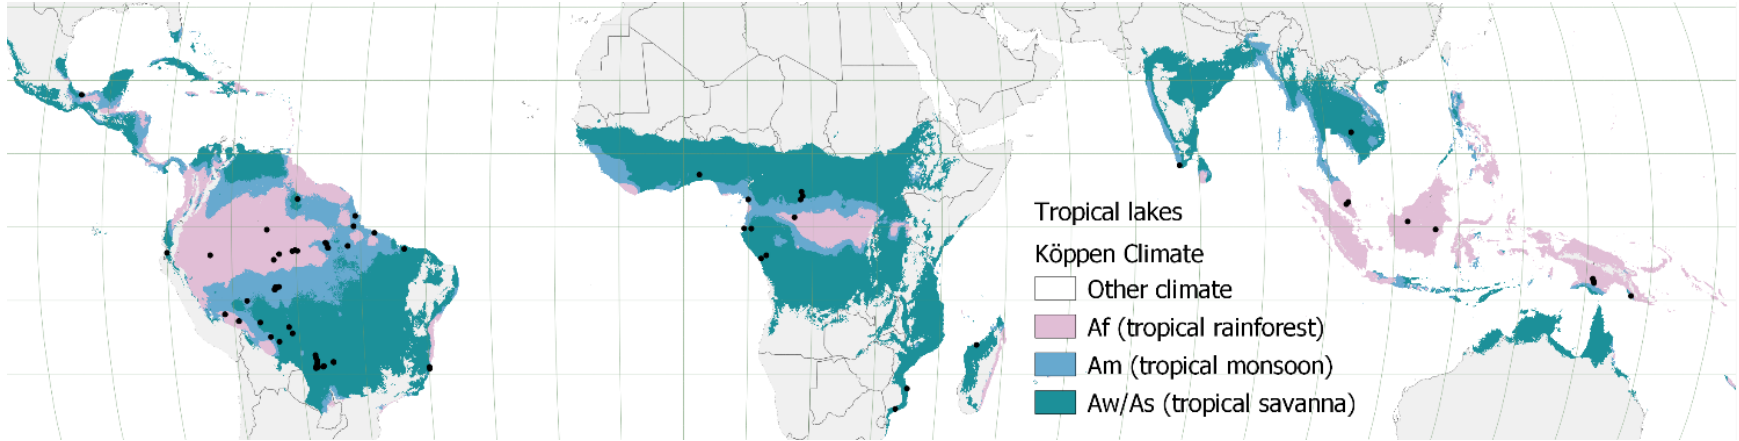 Tropical lakes
Köppen Climate
Other climate
Af (tropical rainforest)
Am (tropical monsoon)
Aw/As (tropical savanna)